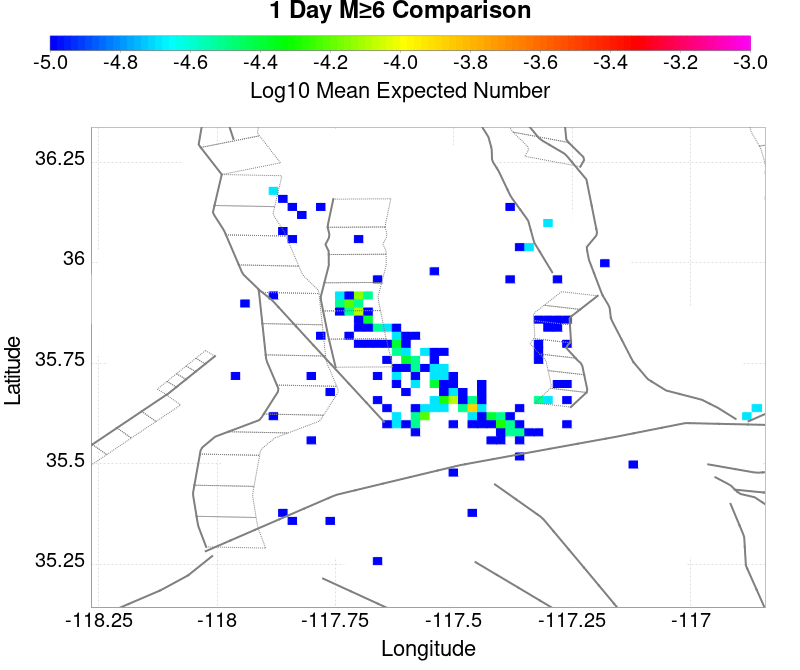 1 Day M≥6 Comparison
-5.0 -4.8 -4.6 -4.4 -4.2 -4.0 -3.8 -3.6 -3.4 -3.2 -3.0
Log10 Mean Expected Number
36.25
36
35.75
35.5
35.25
Latitude
-118.25 -118 -117.75 -117.5 -117.25 -117
Longitude